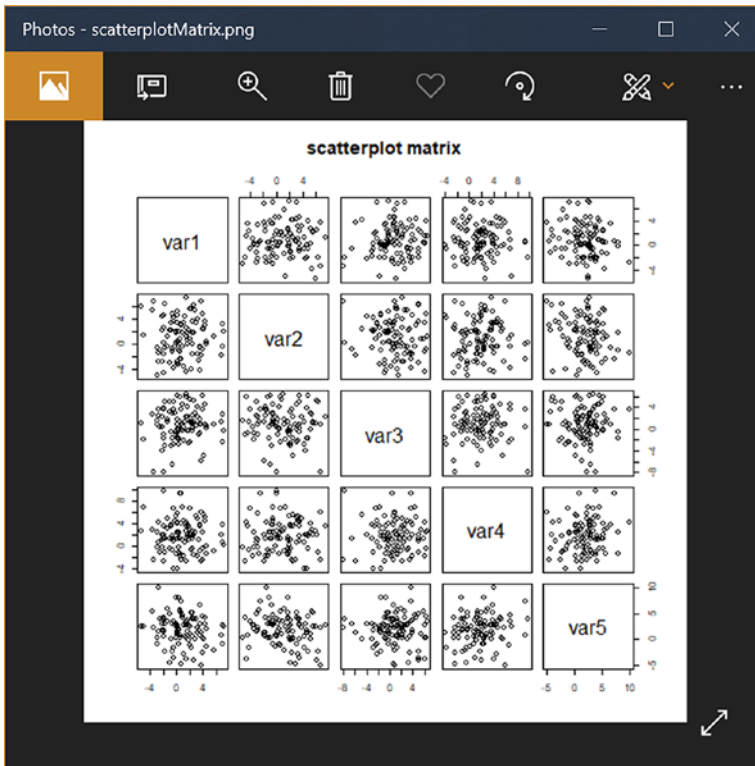 Photos - scatterplotMatrix.png
scatterplot matrix
-4 0 4
-4 0 4 8
var1
-4 0 4
-4 0 4
var2
var3
-8 -4 0 4
-4 0 4 8
var4
var5
-5 0 5 10
-4 0 4
-8 -4 0 4
-4 0 4 8
-5 0 5 10